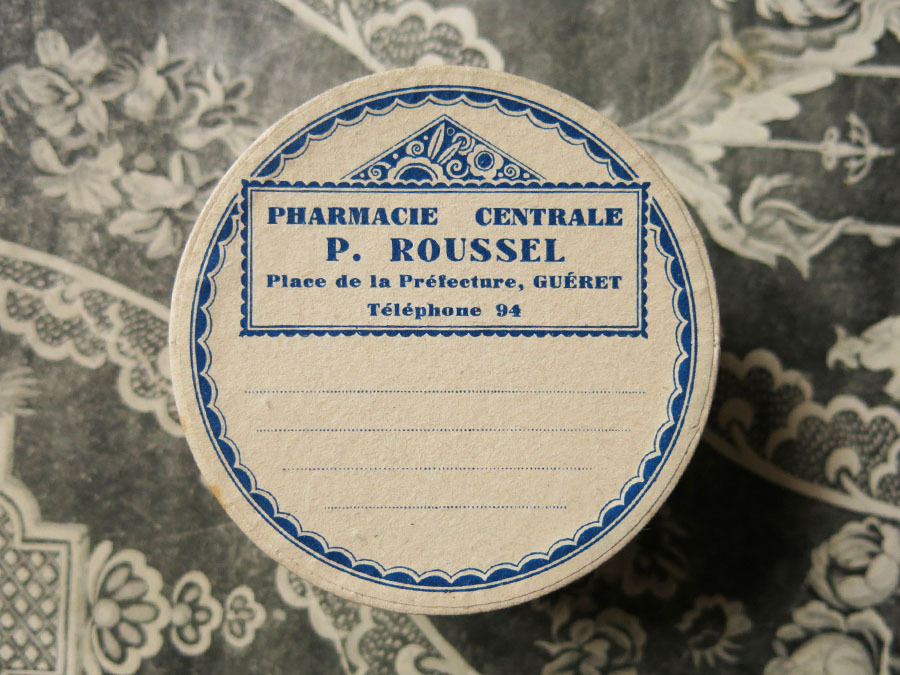 PHARMACIE CENTRALE
P. ROUSSEL
Place de la Préfecture, GUÉRET
Téléphone 94